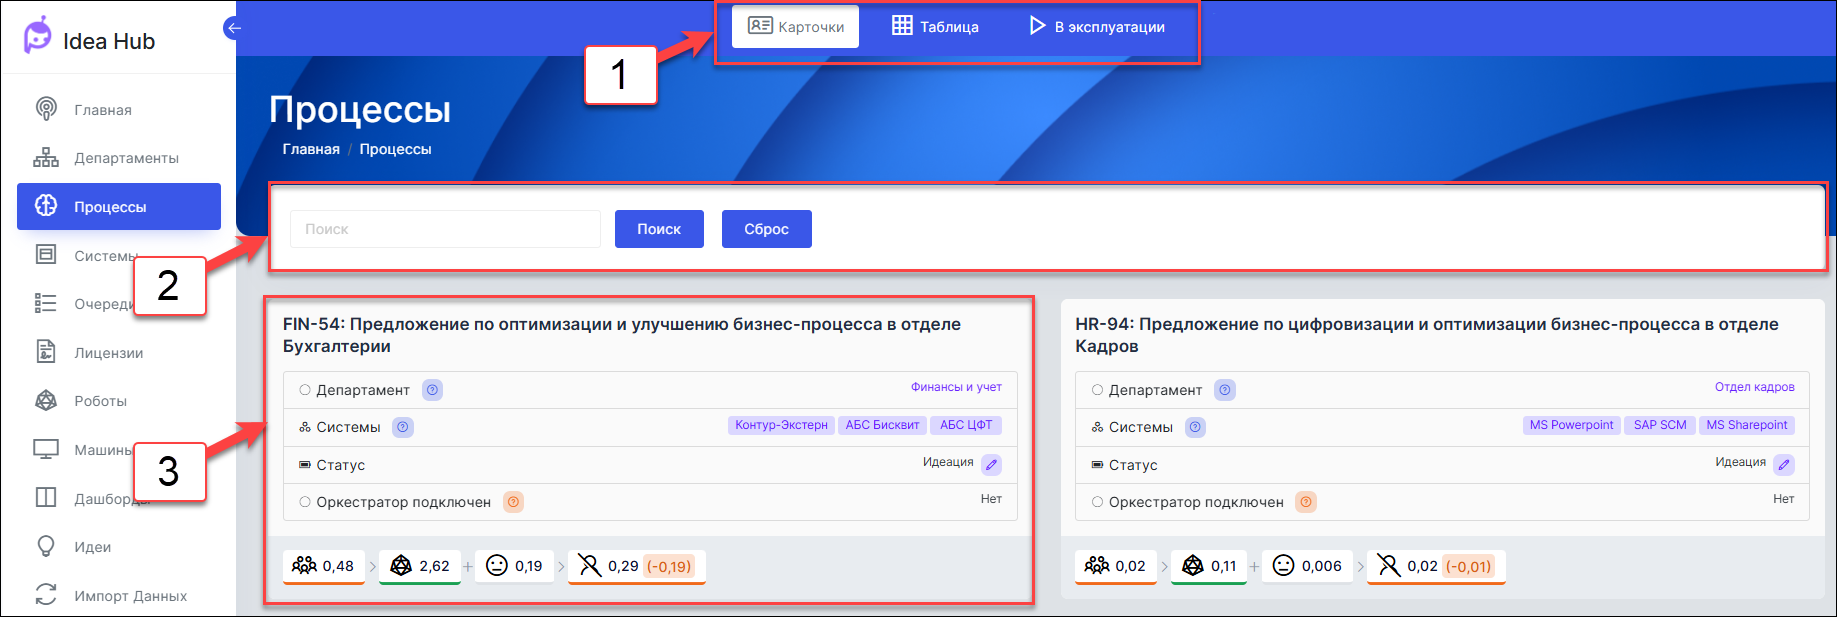 Idea Hub
Карточки
Таблица
В эксплуатации
1
Процессы
Главная / Процессы
Главная
Департаменты
Процессы
Системы
Очереди
Лицензии
Роботы
Машины
Дашборды
Идеи
Импорт Данных
2
Поиск
Поиск
Сброс
3
FIN-54: Предложение по оптимизации и улучшению бизнес-процесса в отделе
Бухгалтерии
Департамент
Финансы и учет
Системы
Контур-Экстерн АБС Бисквит АБС ЦФТ
Статус
Идеация
Оркестратор подключен
Нет
0,48 > 2,62 + 0,19 > 0,29 (-0,19)
HR-94: Предложение по цифровизации и оптимизации бизнес-процесса в отделе
Кадров
Департамент
Отдел кадров
Системы
MS Powerpoint SAP SCM MS Sharepoint
Статус
Идеация
Оркестратор подключен
Нет
0,02 > 0,11 + 0,006 > 0,02 (-0,01)